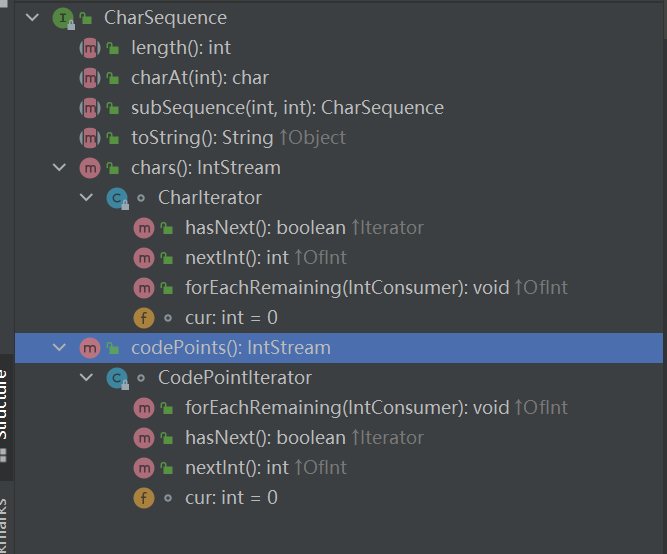 CharSequence
length(): int
charAt(int): char
subSequence(int, int): CharSequence
toString(): String ↑Object
chars(): IntStream
CharIterator
hasNext(): boolean ↑Iterator
nextInt(): int ↑OfInt
forEachRemaining(IntConsumer): void ↑OfInt
cur: int = 0
codePoints(): IntStream
CodePointIterator
forEachRemaining(IntConsumer): void ↑OfInt
hasNext(): boolean ↑Iterator
nextInt(): int ↑OfInt
cur: int = 0
Structure
kmarks